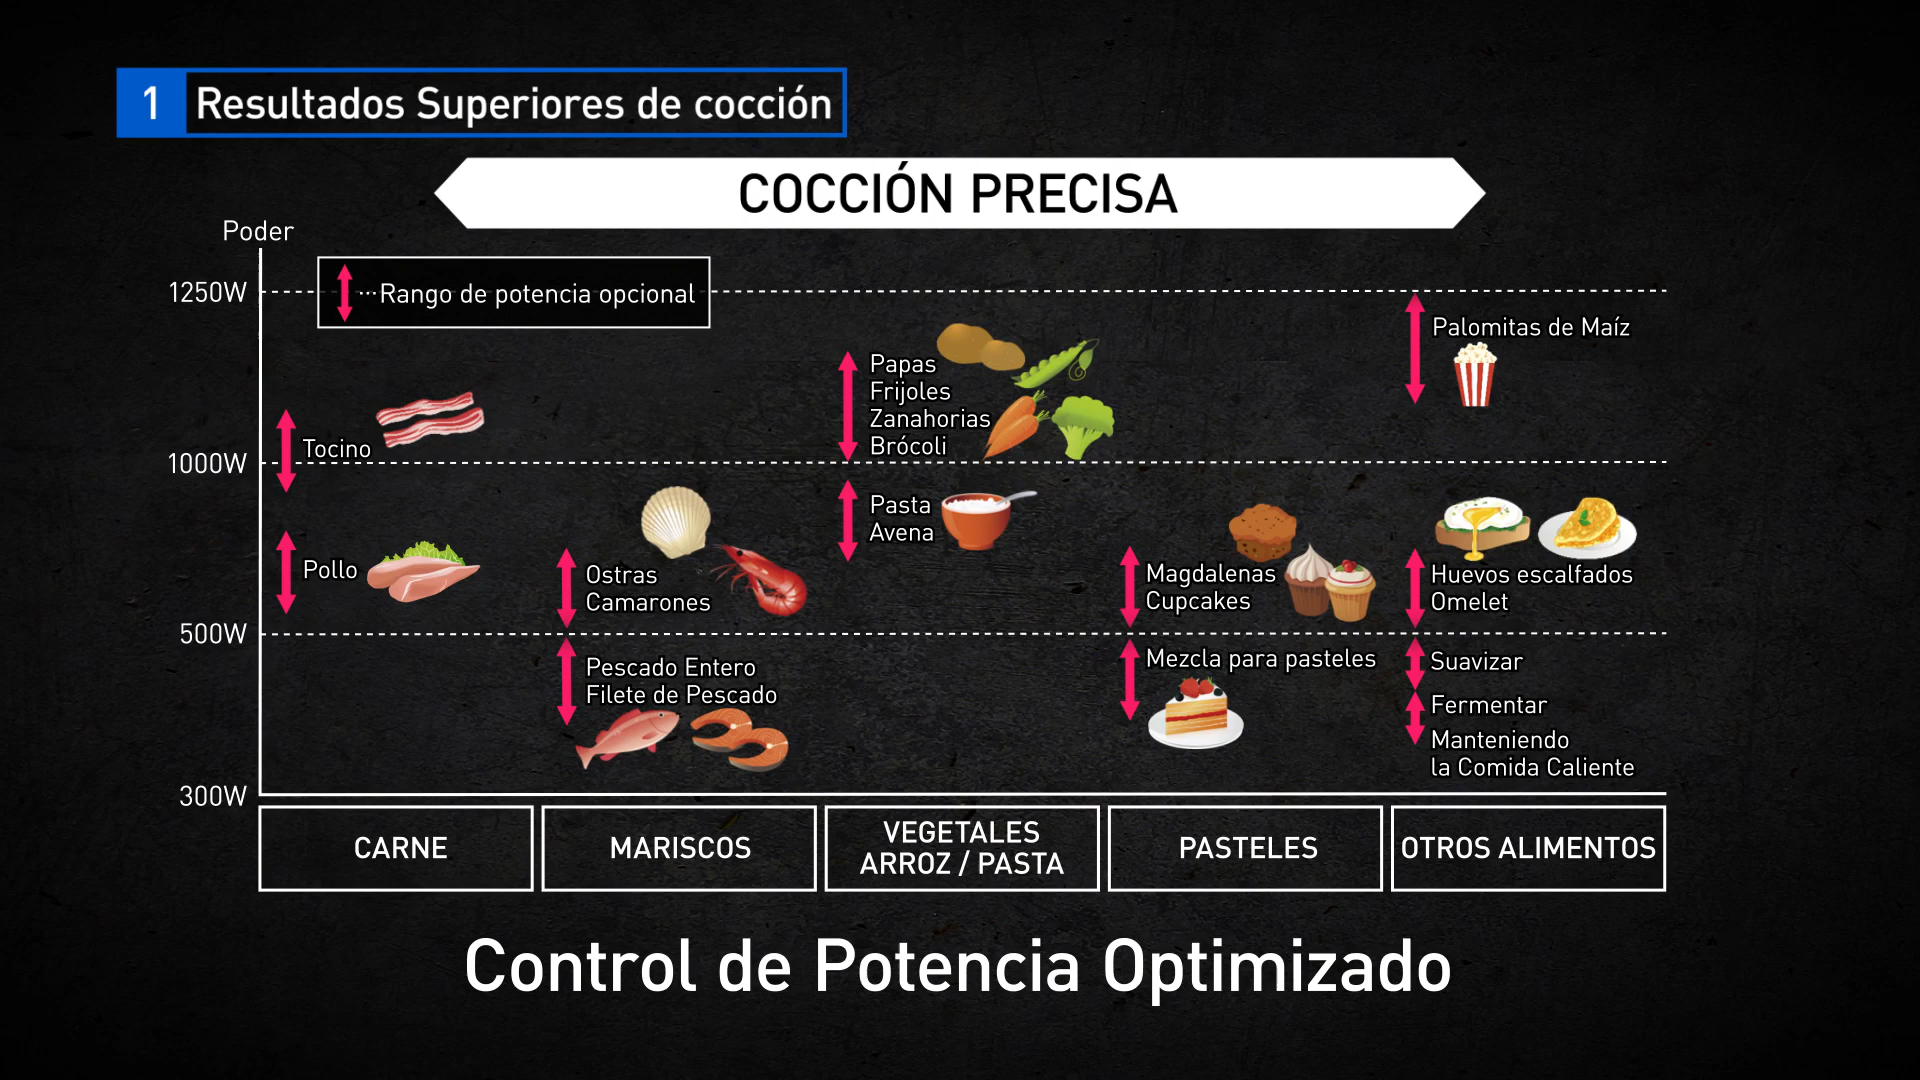 1 Resultados Superiores de cocción
COCCIÓN PRECISA
Poder
1250W
···Rango de potencia opcional
Palomitas de Maíz
Papas
Frijoles
Zanahorias
Brócoli
Tocino
1000W
Pasta
Avena
Pollo
Ostras
Camarones
Magdalenas
Cupcakes
Huevos escalfados
Omelet
500W
Pescado Entero
Filete de Pescado
Mezcla para pasteles
Suavizar
Fermentar
Manteniendo
la Comida Caliente
300W
CARNE
MARISCOS
VEGETALES
ARROZ / PASTA
PASTELES
OTROS ALIMENTOS
Control de Potencia Optimizado